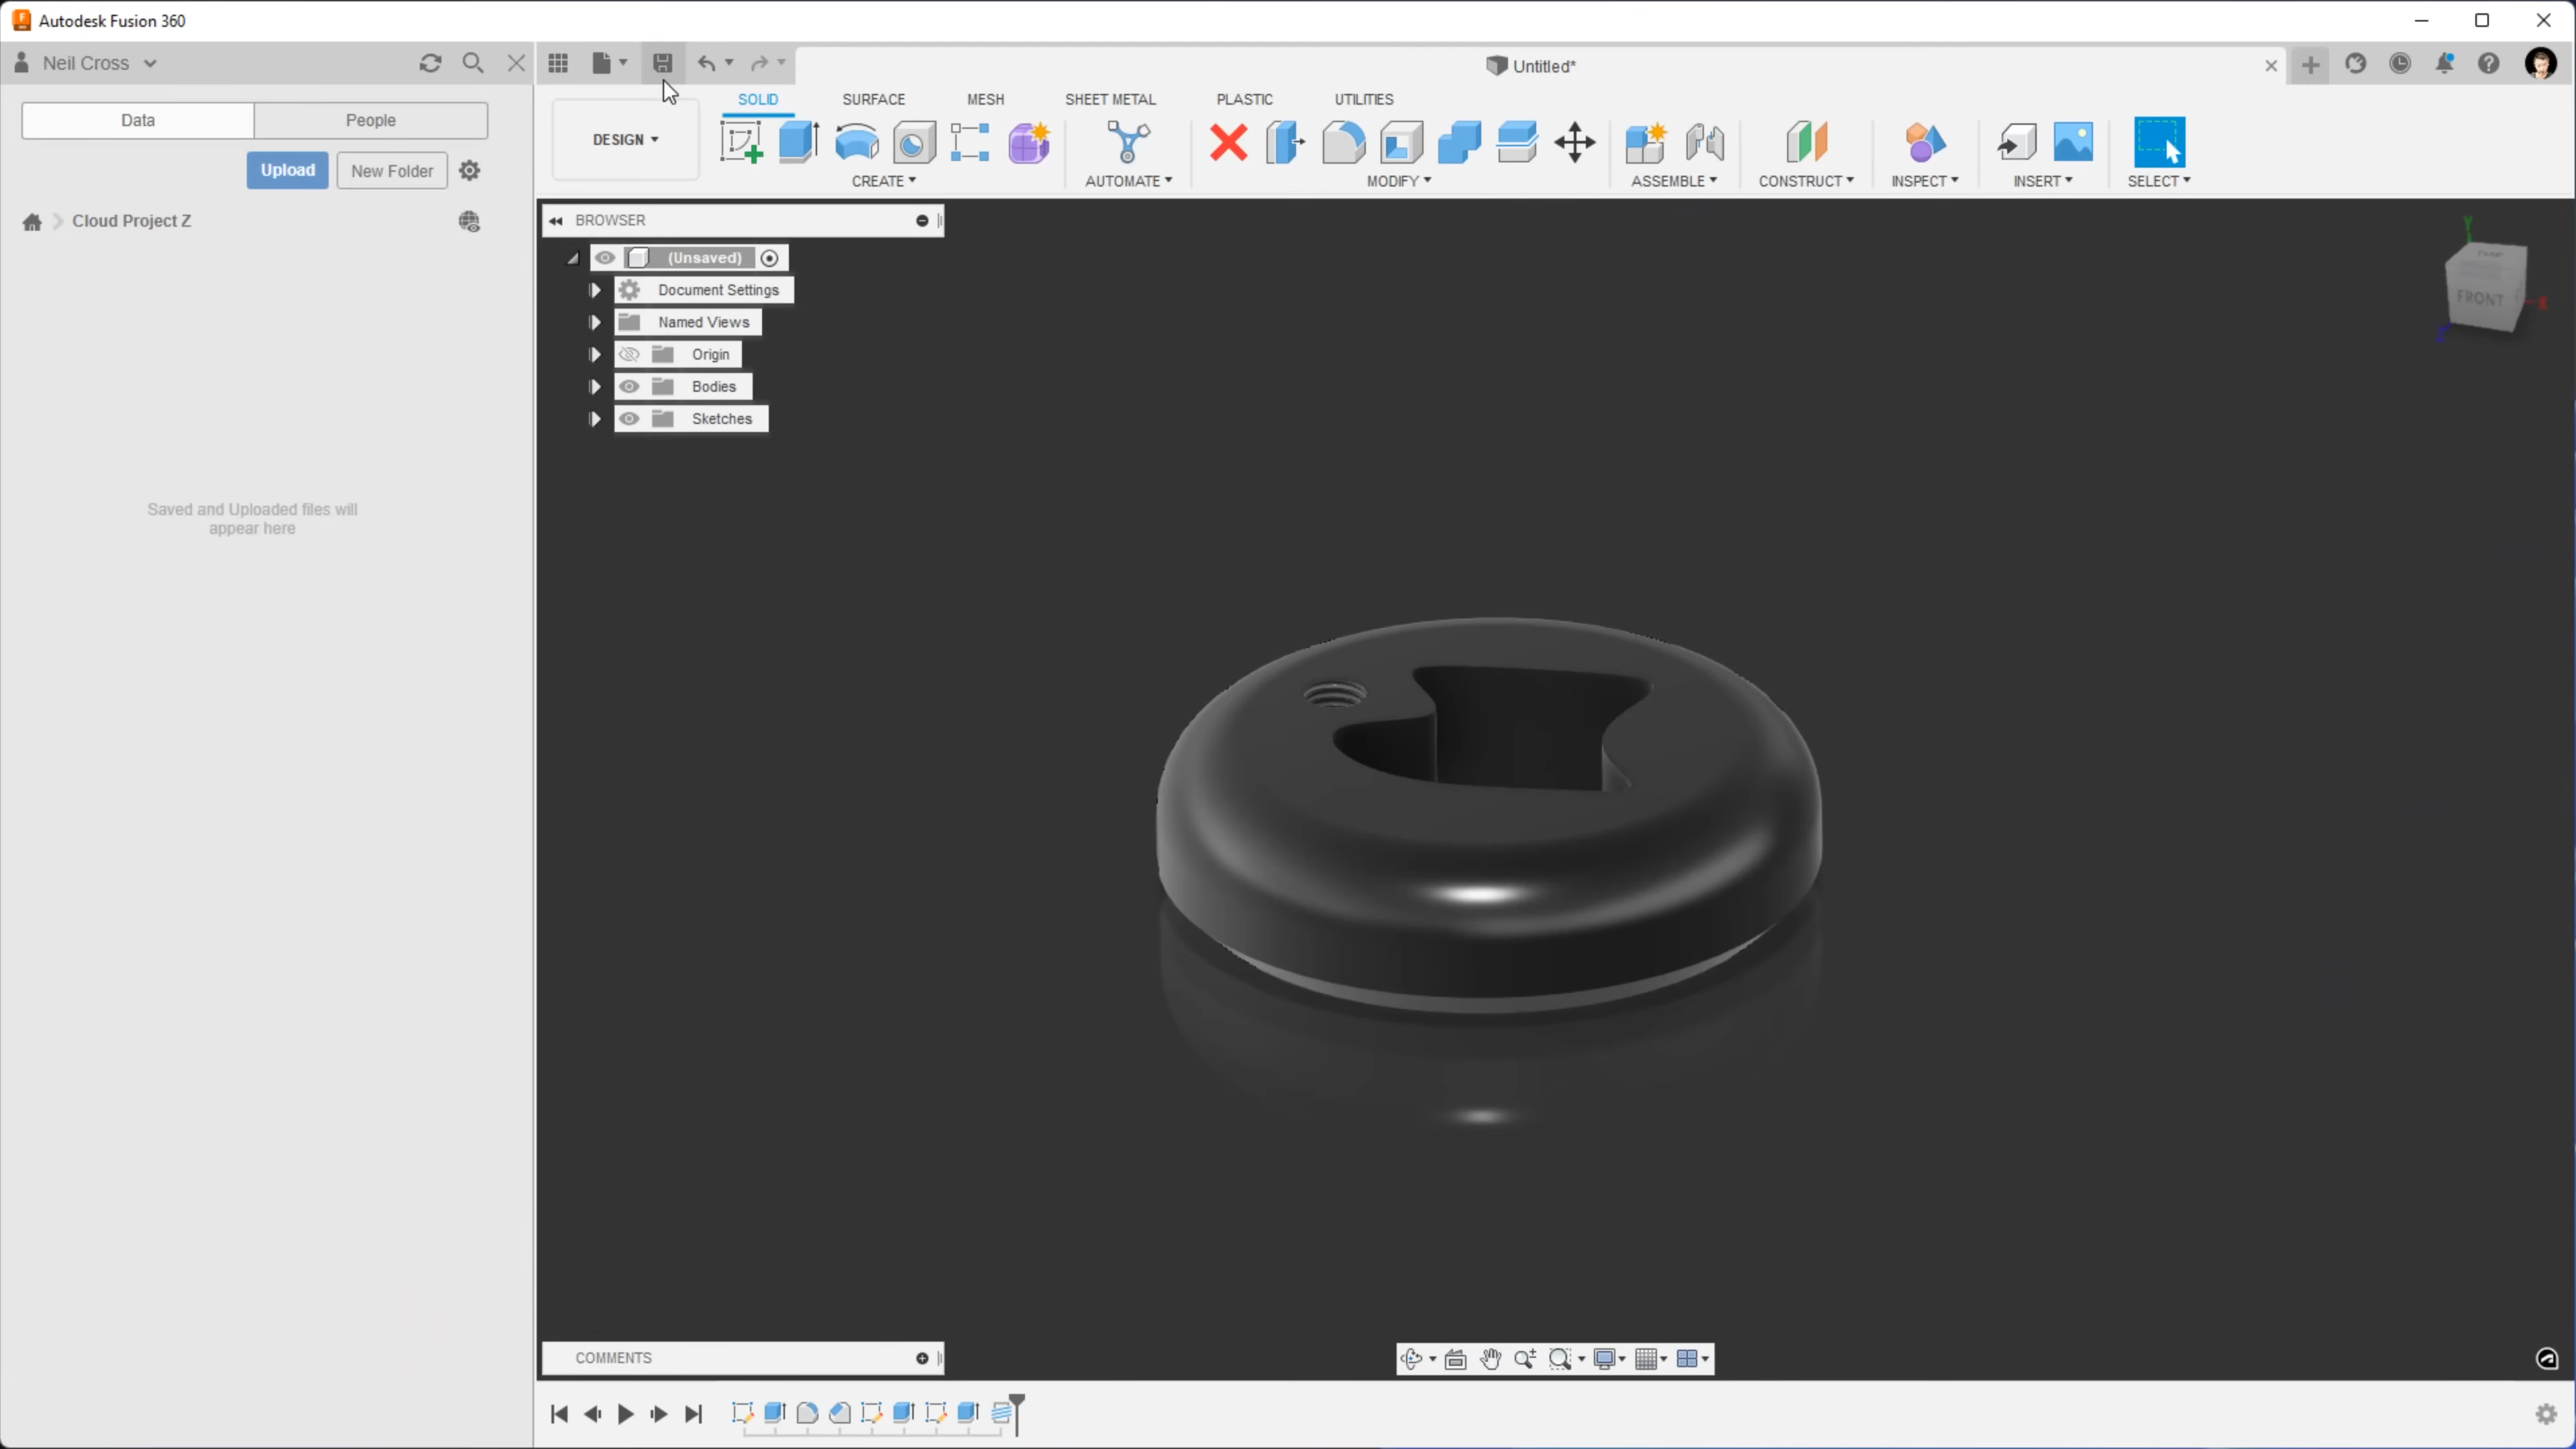 Autodesk Fusion 360
Neil Cross
Untitled*
Data
People
SOLID
SURFACE
MESH
SHEET METAL
PLASTIC
UTILITIES
DESIGN
Upload
New Folder
CREATE
AUTOMATE
MODIFY
ASSEMBLE
CONSTRUCT
INSPECT
INSERT
SELECT
Cloud Project Z
BROWSER
(Unsaved)
Document Settings
Named Views
Origin
Bodies
Sketches
Y
FRONT
X
Z
Saved and Uploaded files will
appear here
COMMENTS